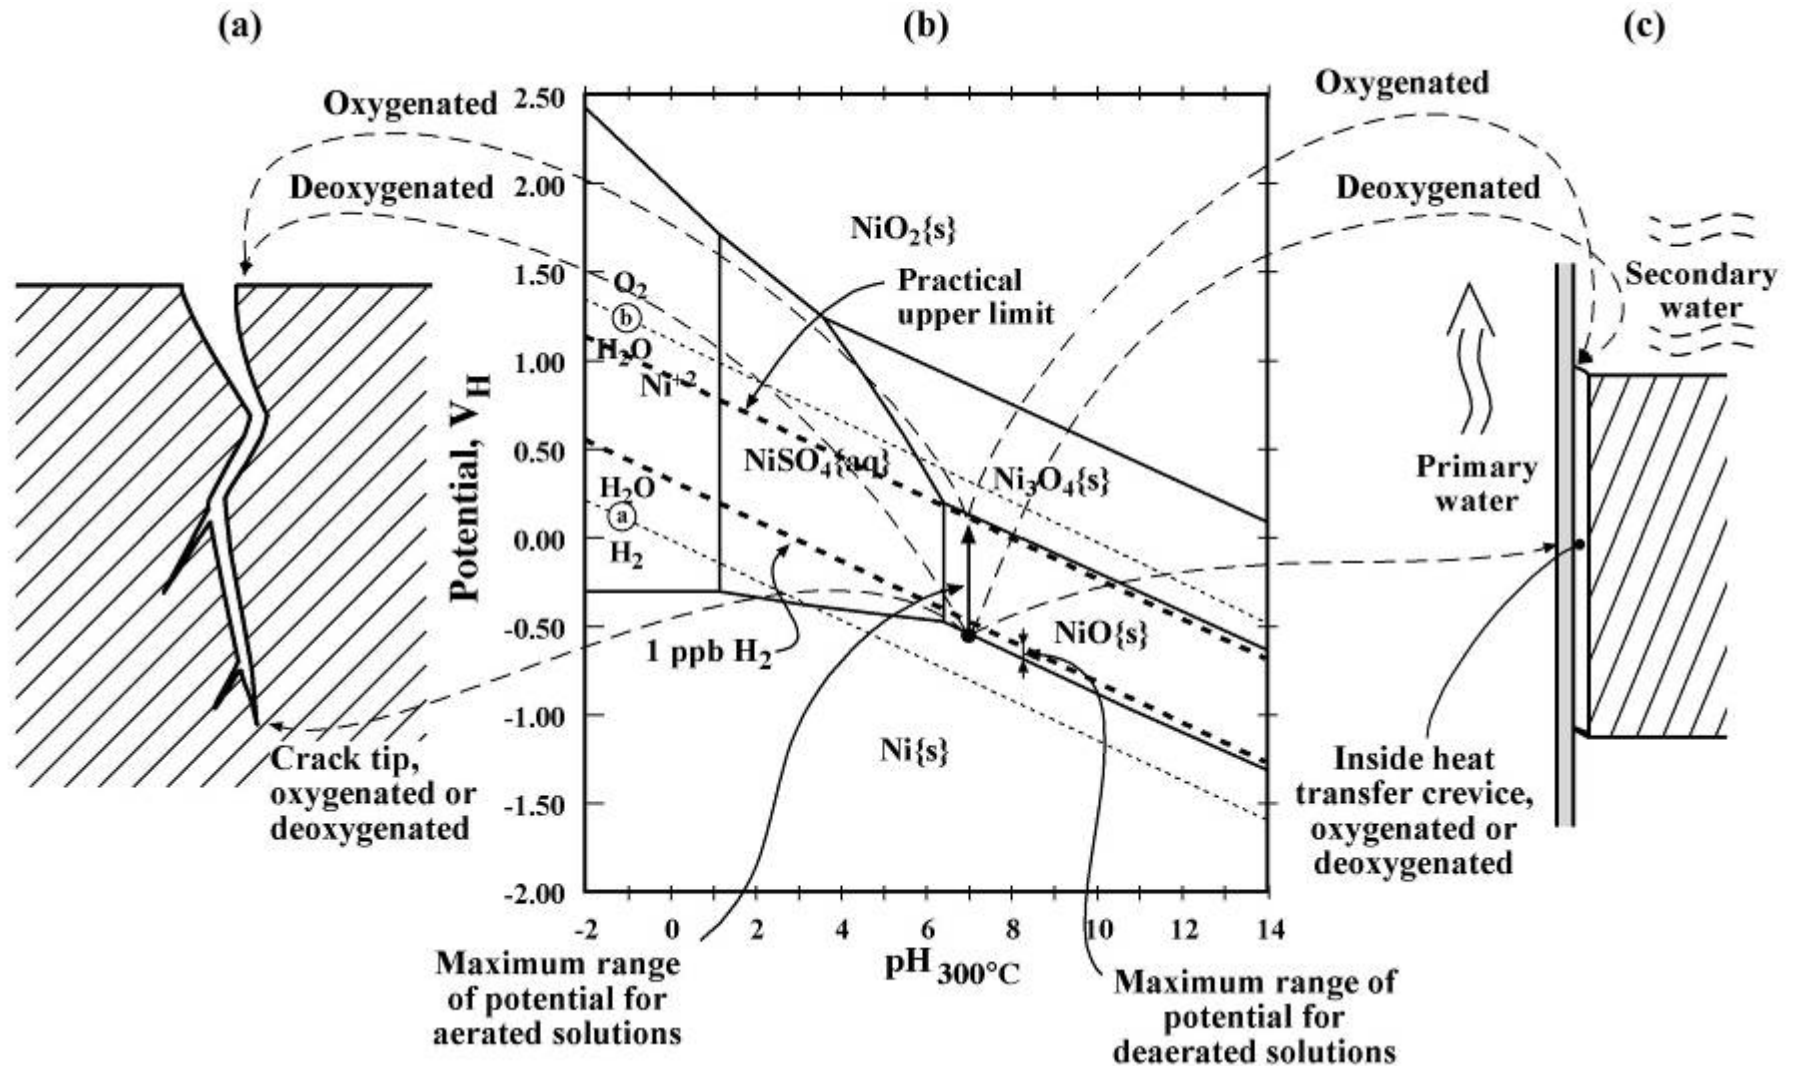 (a)
(b)
(c)
Oxygenated
Deoxygenated
Crack tip,
oxygenated or
deoxygenated
Potential, V_H
2.50
2.00
1.50
1.00
0.50
0.00
-0.50
-1.00
-1.50
-2.00
-2
0
2
4
6
8
10
12
14
pH 300°C
NiO₂{s}
Practical
upper limit
O₂
b
H₂O
Ni⁺²
NiSO₄{aq}
Ni₃O₄{s}
H₂O
a
H₂
1 ppb H₂
NiO{s}
Ni{s}
Maximum range
of potential for
aerated solutions
Maximum range of
potential for
deaerated solutions
Oxygenated
Deoxygenated
Secondary
water
Primary
water
Inside heat
transfer crevice,
oxygenated or
deoxygenated